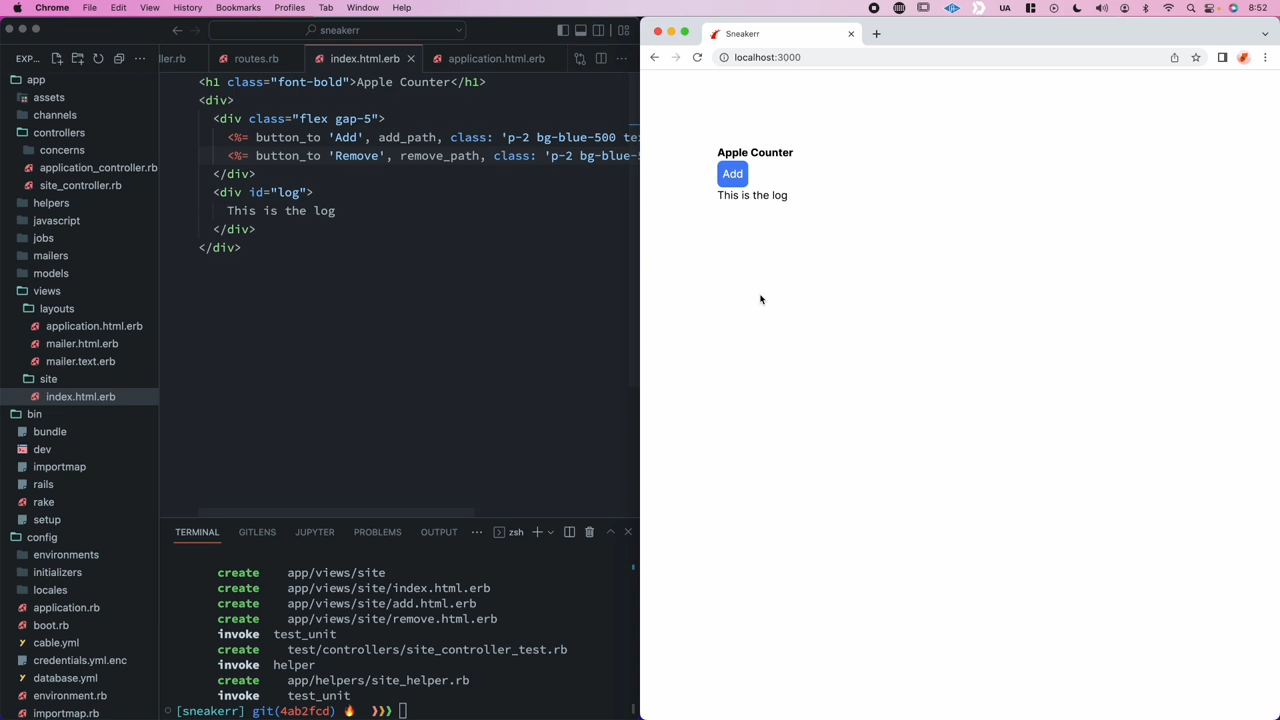 Chrome File Edit View History Bookmarks Profiles Tab Window Help UA 8:52
sneakerr
Sneakerr
EXP... ller.rb routes.rb index.html.erb application.html.erb
localhost:3000
app
assets
channels
controllers
concerns
application_controller.rb
site_controller.rb
helpers
javascript
jobs
mailers
models
views
layouts
application.html.erb
mailer.html.erb
mailer.text.erb
site
index.html.erb
bin
bundle
dev
importmap
rails
rake
setup
config
environments
initializers
locales
application.rb
boot.rb
cable.yml
credentials.yml.enc
database.yml
environment.rb
importmap.rb
<h1 class="font-bold">Apple Counter</h1>
<div>
<div class="flex gap-5">
<%= button_to 'Add', add_path, class: 'p-2 bg-blue-500 te
<%= button_to 'Remove', remove_path, class: 'p-2 bg-blue-5
</div>
<div id="log">
This is the log
</div>
</div>
TERMINAL GITLENS JUPYTER PROBLEMS OUTPUT zsh
create app/views/site
create app/views/site/index.html.erb
create app/views/site/add.html.erb
create app/views/site/remove.html.erb
invoke test_unit
create test/controllers/site_controller_test.rb
invoke helper
create app/helpers/site_helper.rb
invoke test_unit
[sneakerr] git(4ab2fcd) 🔥 ❯❯❯
Apple Counter
Add
This is the log